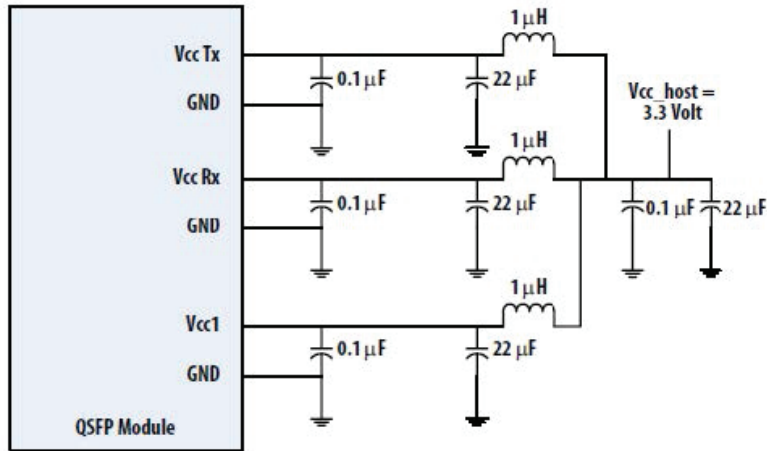 1 μH
Vcc Tx
0.1 μF
22 μF
GND
Vcc_host =
3.3 Volt
1 μH
Vcc Rx
0.1 μF
22 μF
0.1 μF
22 μF
GND
1 μH
Vcc1
0.1 μF
22 μF
GND
QSFP Module